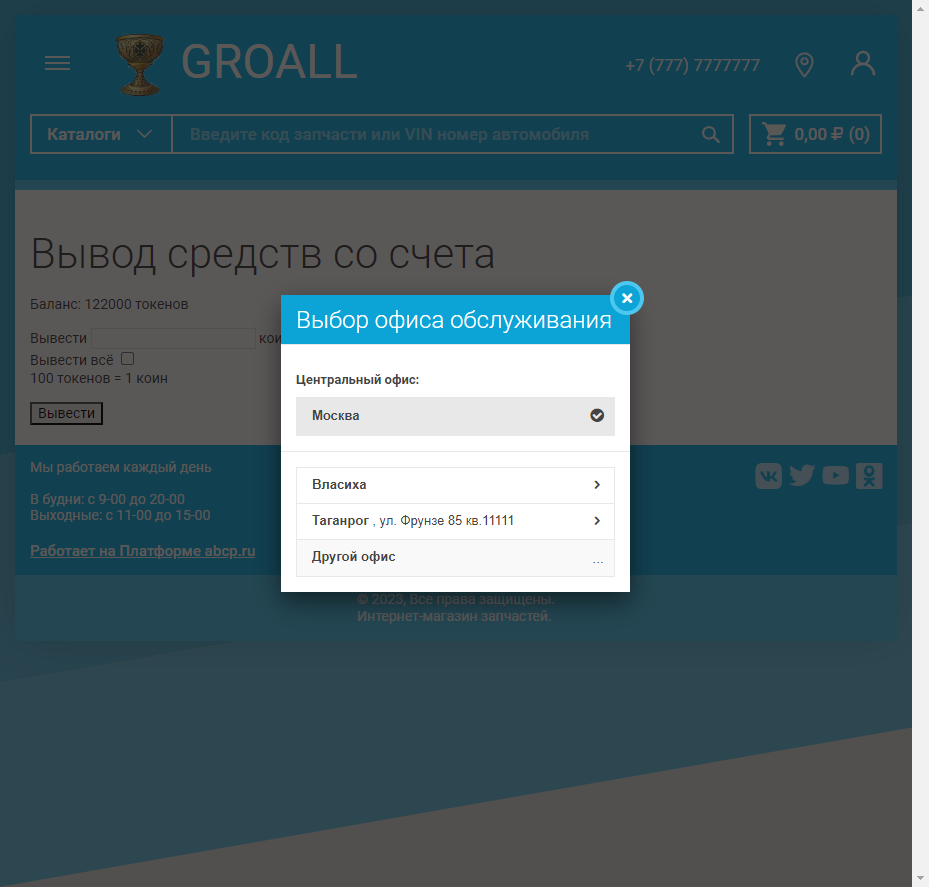 GROALL
+7 (777) 7777777
Каталоги
Введите код запчасти или VIN номер автомобиля
0,00 ₽ (0)
Вывод средств со счета
Баланс: 122000 токенов
Вывести
Вывести всё
100 токенов = 1 коин
Вывести
Выбор офиса обслуживания
Центральный офис:
Москва
Власиха
Таганрог , ул. Фрунзе 85 кв.11111
Другой офис ...
Мы работаем каждый день
В будни: с 9-00 до 20-00
Выходные: с 11-00 до 15-00
Работает на Платформе abcp.ru
© 2023, Все права защищены.
Интернет-магазин запчастей.